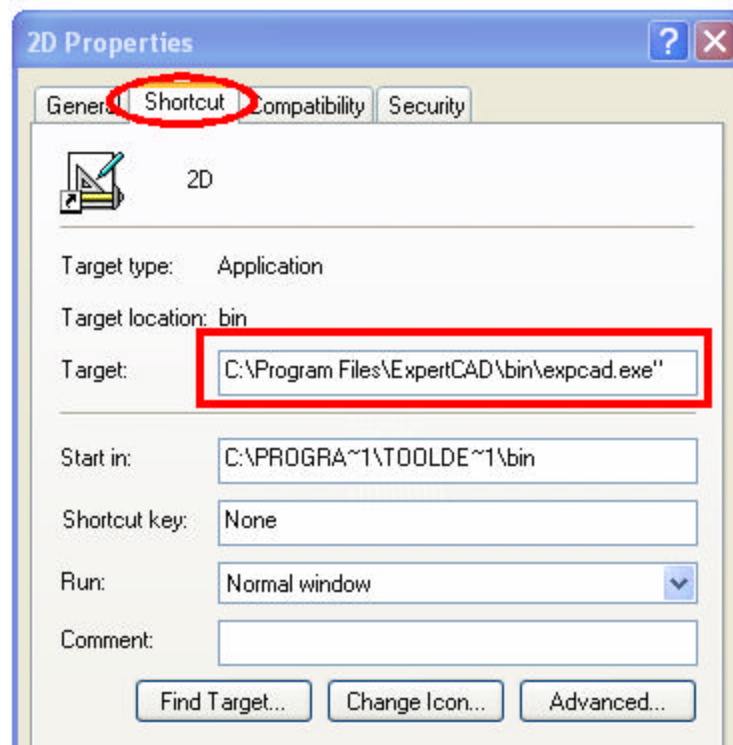 2D Properties
General Shortcut Compatibility Security
2D
Target type: Application
Target location: bin
Target: C:\Program Files\ExpertCAD\bin\expcad.exe"
Start in: C:\PROGRA~1\TOOLDE~1\bin
Shortcut key: None
Run: Normal window
Comment:
Find Target... Change Icon... Advanced...